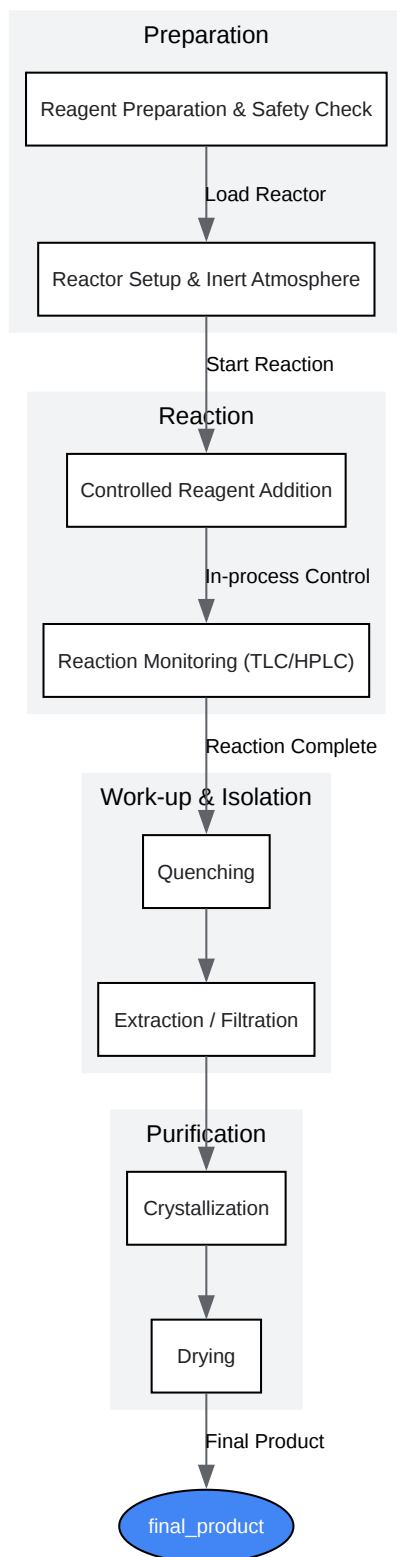 Preparation
Reagent Preparation & Safety Check
Load Reactor
Reactor Setup & Inert Atmosphere
Start Reaction
Reaction
Controlled Reagent Addition
In-process Control
Reaction Monitoring (TLC/HPLC)
Reaction Complete
Work-up & Isolation
Quenching
Extraction / Filtration
Purification
Crystallization
Drying
Final Product
final_product